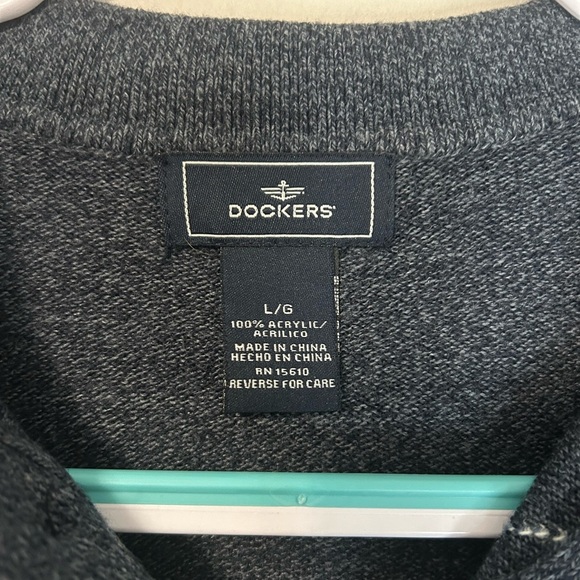 DOCKERS®
L/G
100% ACRYLIC/
ACRILICO
MADE IN CHINA
HECHO EN CHINA
RN 15610
REVERSE FOR CARE